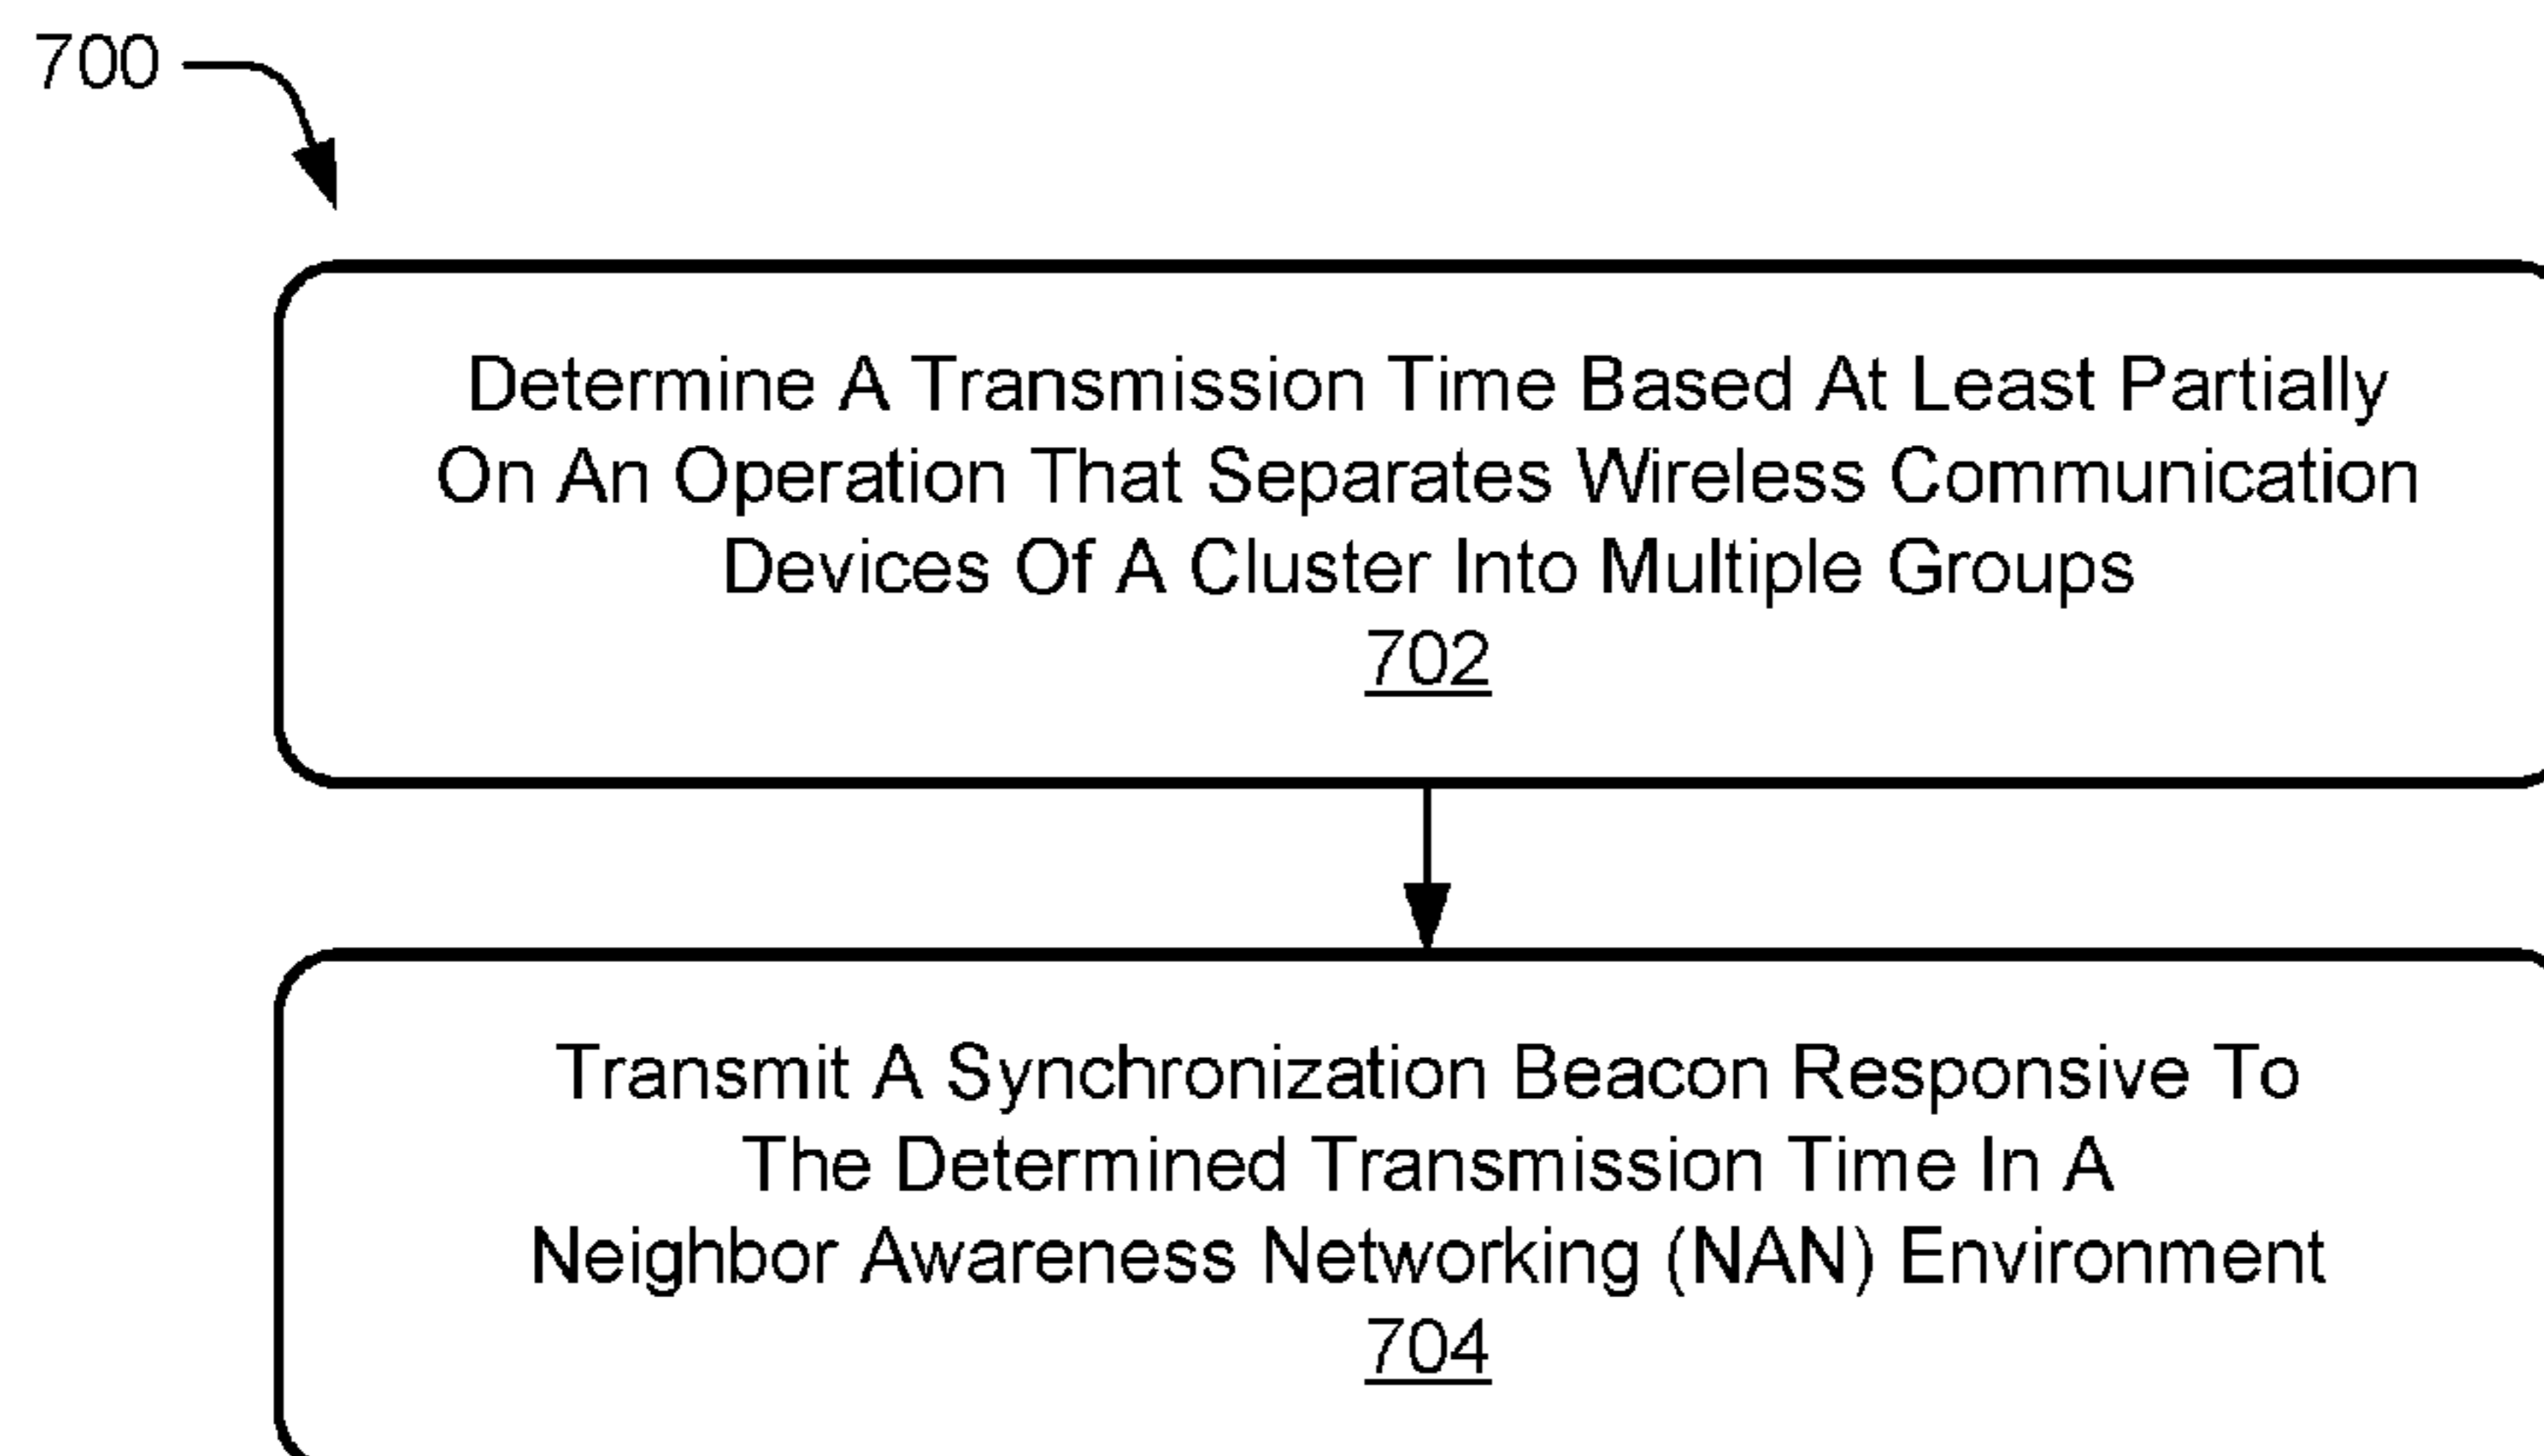 700
Determine A Transmission Time Based At Least Partially
On An Operation That Separates Wireless Communication
Devices Of A Cluster Into Multiple Groups
702
Transmit A Synchronization Beacon Responsive To
The Determined Transmission Time In A
Neighbor Awareness Networking (NAN) Environment
704